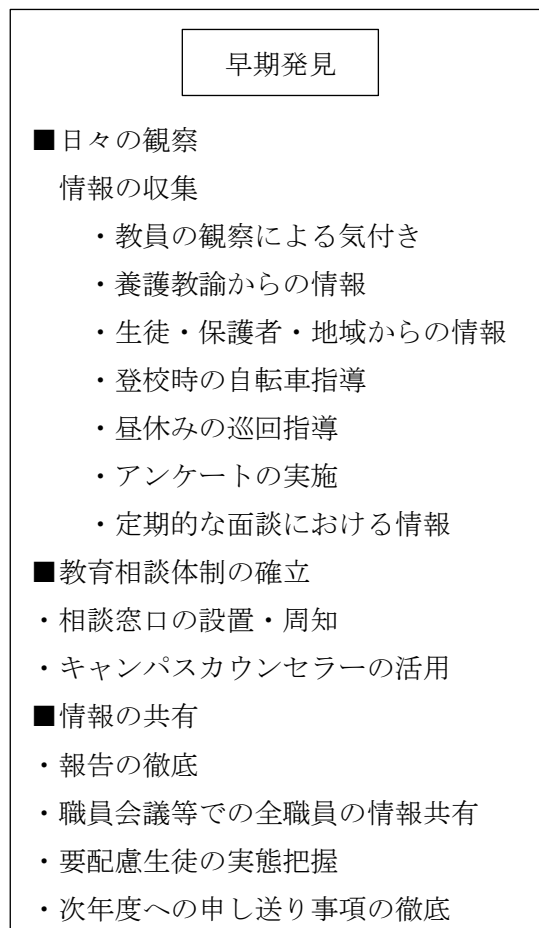 早期発見
■日々の観察
情報の収集
・教員の観察による気付き
・養護教諭からの情報
・生徒・保護者・地域からの情報
・登校時の自転車指導
・昼休みの巡回指導
・アンケートの実施
・定期的な面談における情報
■教育相談体制の確立
・相談窓口の設置・周知
・キャンパスカウンセラーの活用
■情報の共有
・報告の徹底
・職員会議等での全職員の情報共有
・要配慮生徒の実態把握
・次年度への申し送り事項の徹底